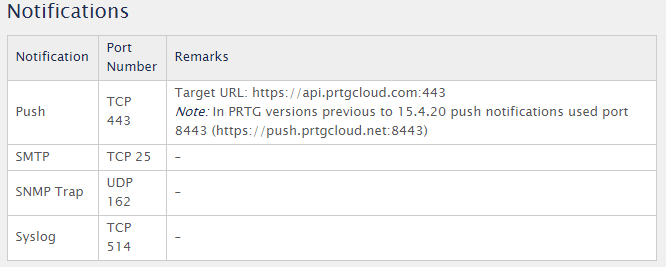 Notifications
Notification
Port
Number
Remarks
Push
TCP
443
Target URL: https://api.prtgcloud.com:443
Note: In PRTG versions previous to 15.4.20 push notifications used port
8443 (https://push.prtgcloud.net:8443)
SMTP
TCP 25
–
SNMP Trap
UDP
162
–
Syslog
TCP
514
–